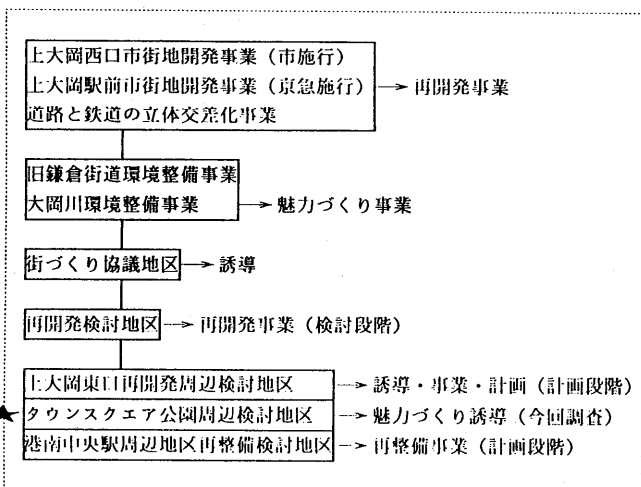 上大岡西口市街地開発事業（市施行）
上大岡駅前市街地開発事業（京急施行）→再開発事業
道路と鉄道の立体交差化事業
旧鎌倉街道環境整備事業
大岡川環境整備事業→魅力づくり事業
街づくり協議地区→誘導
再開発検討地区→再開発事業（検討段階）
上大岡東口再開発周辺検討地区→誘導・事業・計画（計画段階）
タウンスクエア公園周辺検討地区→魅力づくり誘導（今回調査）
港南中央駅周辺地区再整備検討地区→再整備事業（計画段階）